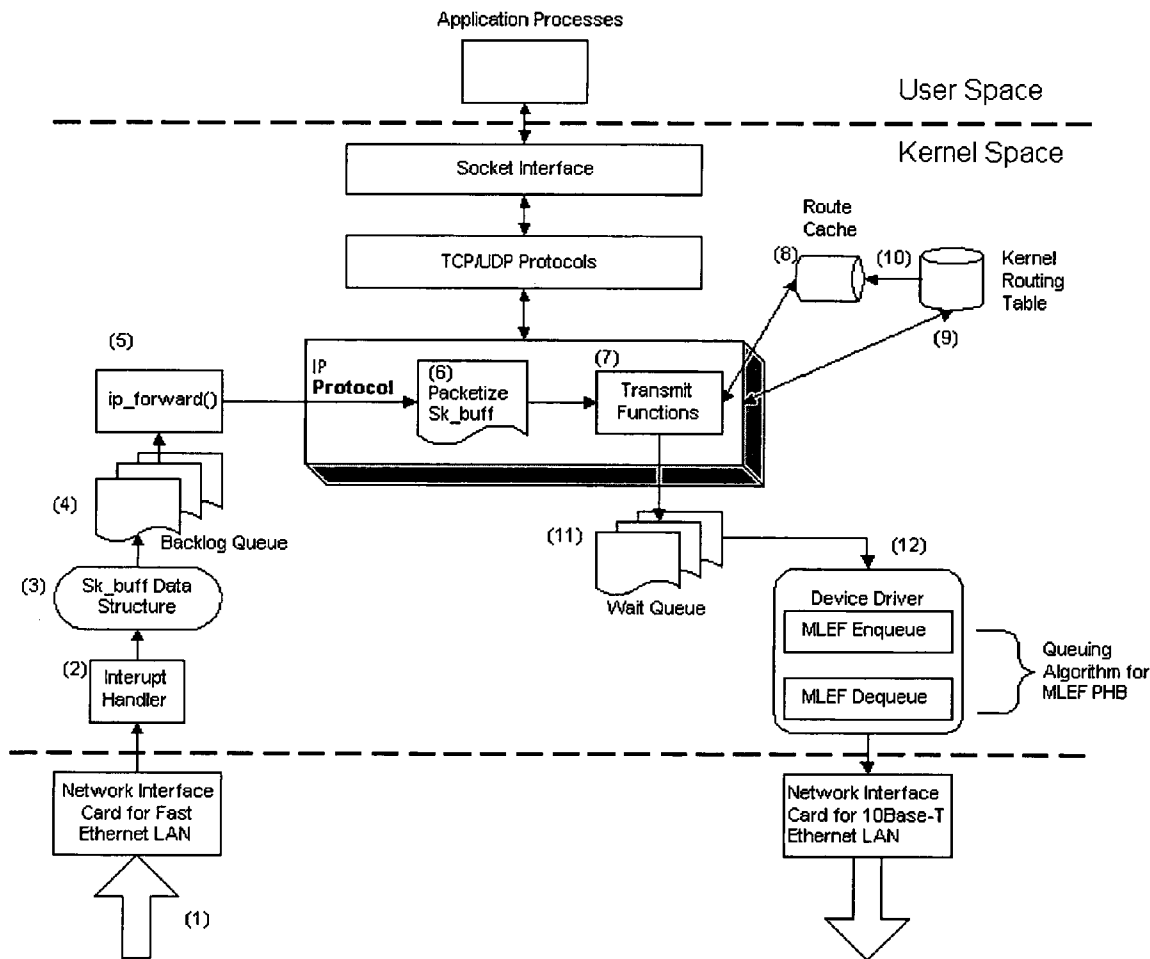 Application Processes
User Space
Kernel Space
Socket Interface
Route
Cache
TCP/UDP Protocols
(8)
(10)
Kernel
Routing
Table
(9)
(5)
ip_forward()
IP
Protocol
(6)
Packetize
Sk_buff
(7)
Transmit
Functions
(4)
Backlog Queue
(11)
Wait Queue
(12)
(3)
Sk_buff Data
Structure
Device Driver
MLEF Enqueue
MLEF Dequeue
Queuing
Algorithm for
MLEF PHB
(2)
Interupt
Handler
Network Interface
Card for Fast
Ethernet LAN
Network Interface
Card for 10Base-T
Ethernet LAN
(1)